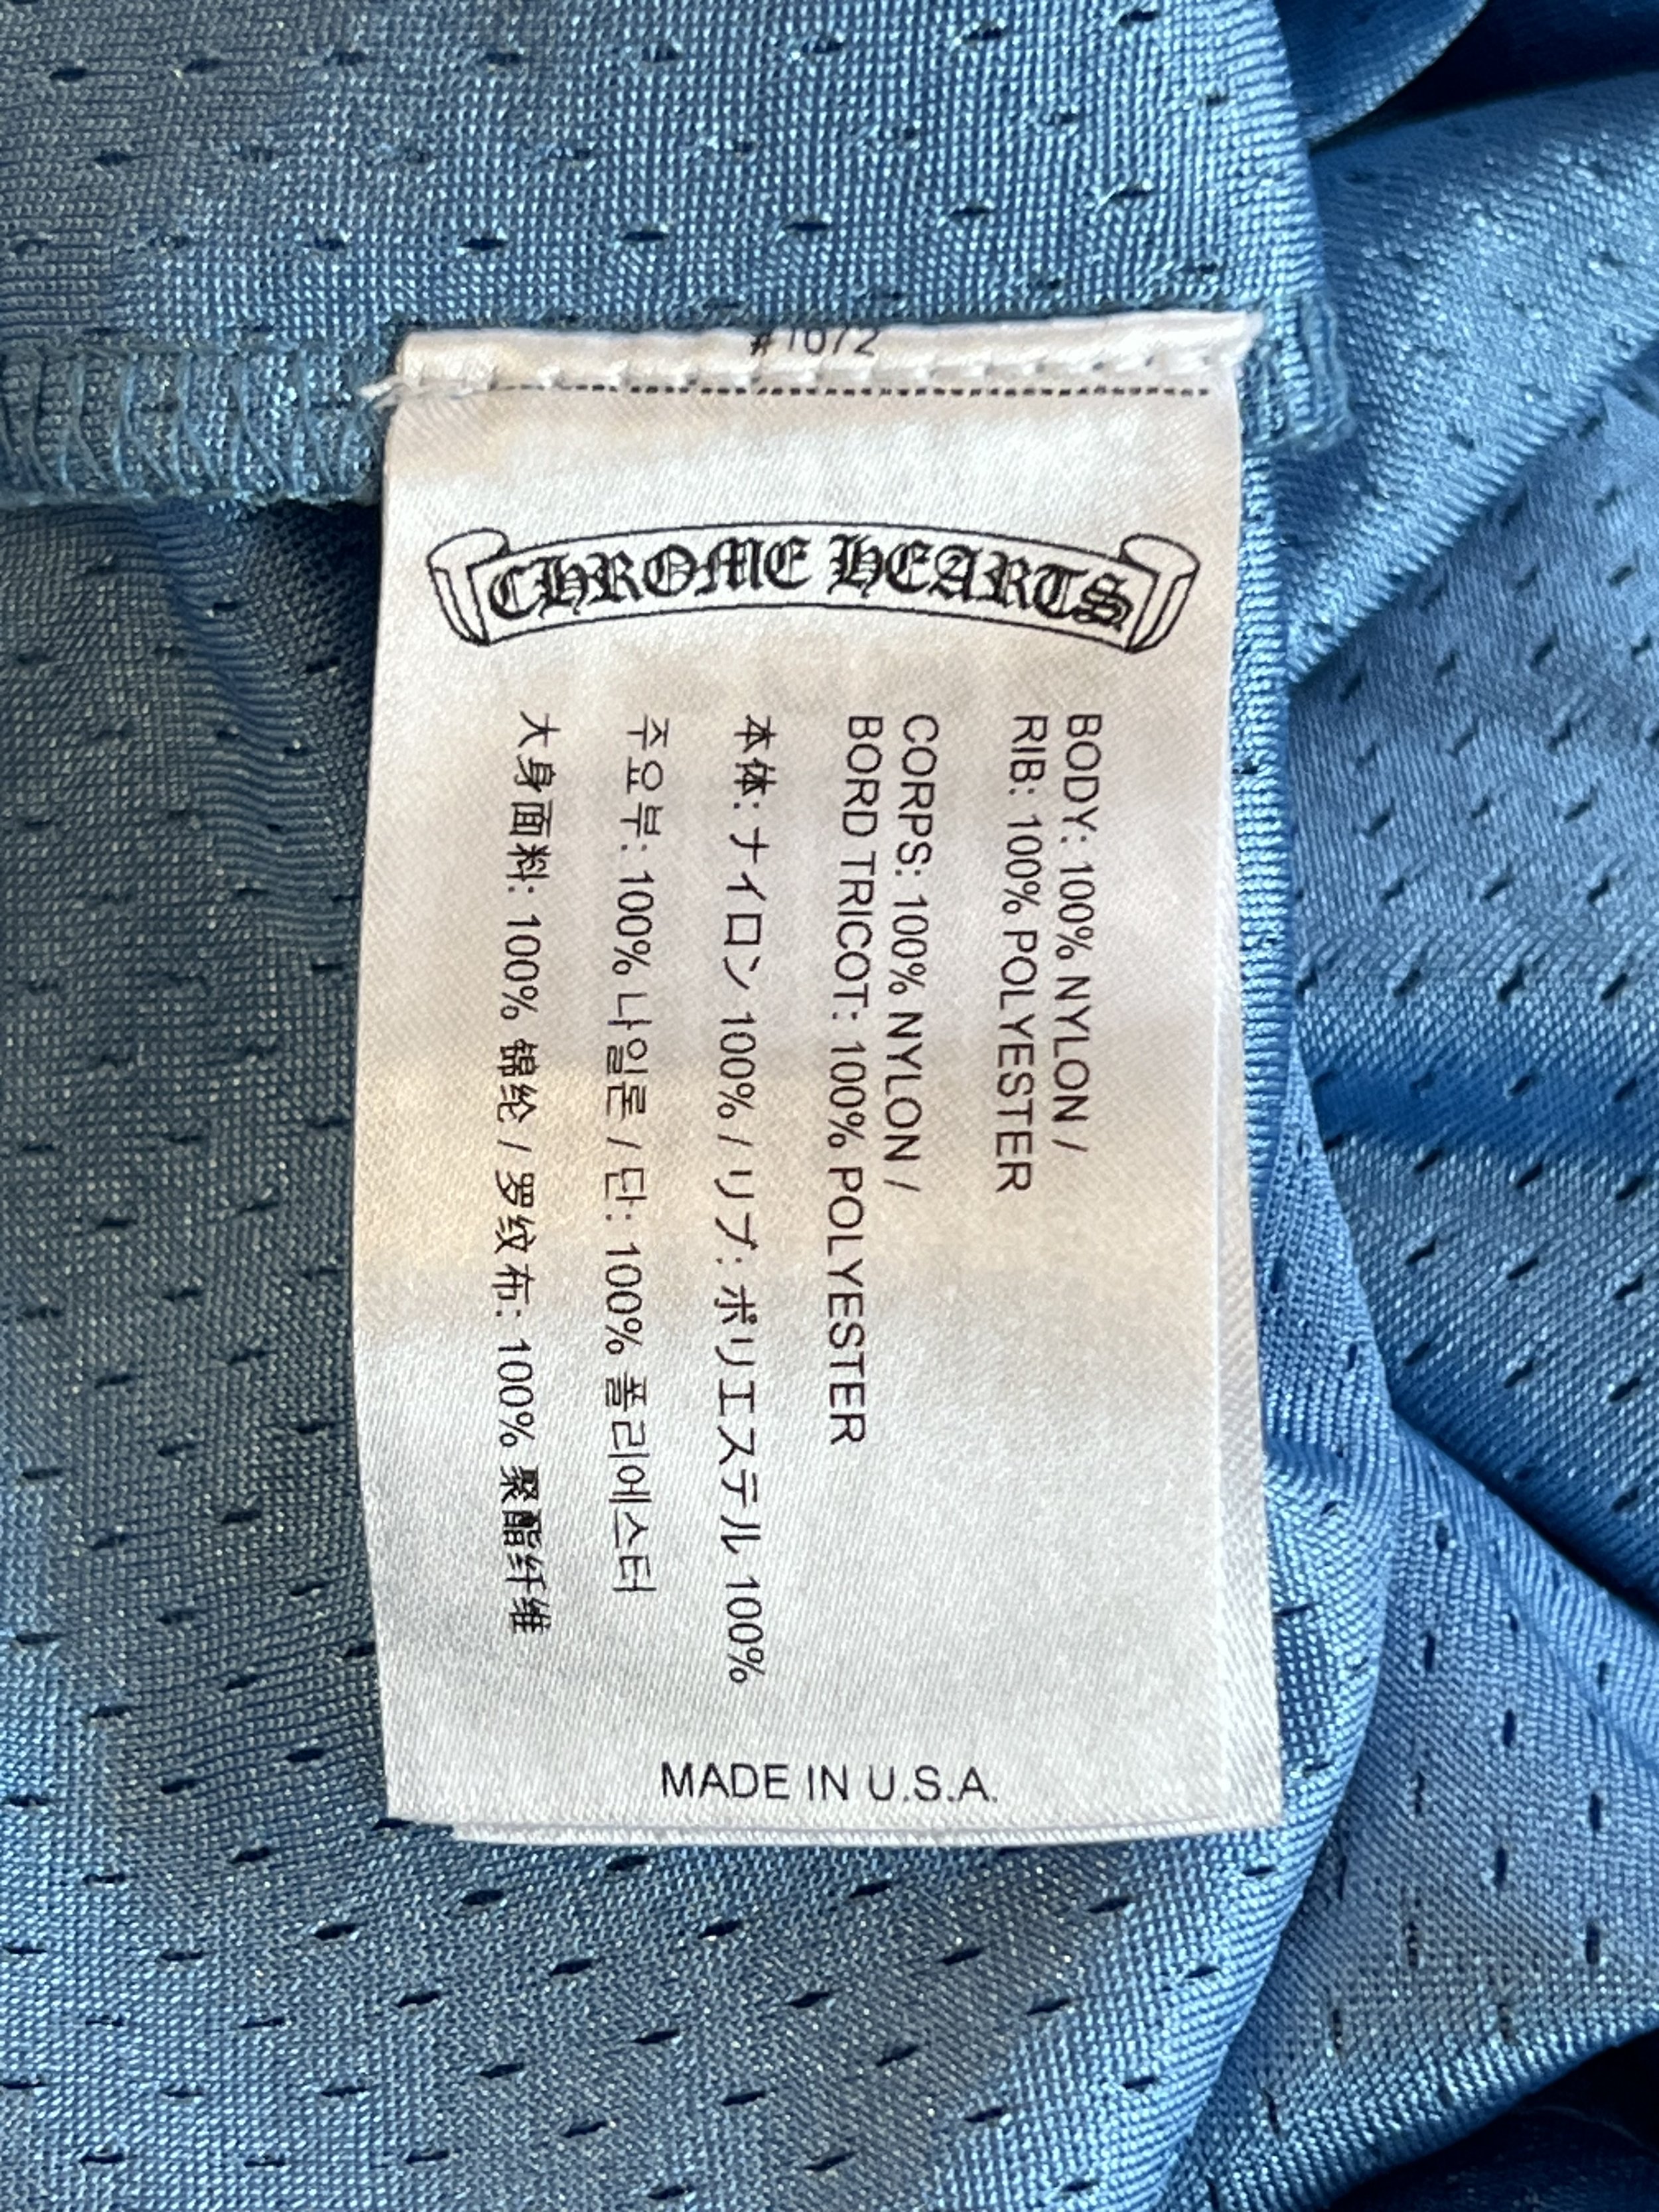 #1672
CHROME HEARTS
BODY: 100% NYLON /
RIB: 100% POLYESTER
CORPS: 100% NYLON /
BORD TRICOT: 100% POLYESTER
本体: ナイロン 100% / リブ: ポリエステル 100%
주요부: 100% 나일론 / 단: 100% 폴리에스터
大身面料: 100% 锦纶 / 罗纹布: 100% 聚酯纤维
MADE IN U.S.A.